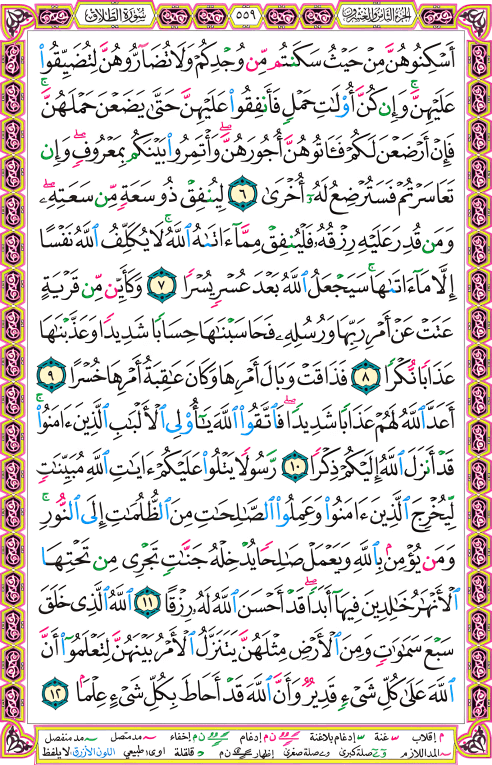 الجزء الثامن والعشرون ٥٥٩ سورة الطلاق
أَسْكِنُوهُنَّ مِنْ حَيْثُ سَكَنتُم مِّن وُجْدِكُمْ وَلَا تُضَآرُّوهُنَّ لِتُضَيِّقُوا۟
عَلَيْهِنَّ ۚ وَإِن كُنَّ أُو۟لَٰتِ حَمْلٍ فَأَنفِقُوا۟ عَلَيْهِنَّ حَتَّىٰ يَضَعْنَ حَمْلَهُنَّ ۚ
فَإِنْ أَرْضَعْنَ لَكُمْ فَـَٔاتُوهُنَّ أُجُورَهُنَّ ۖ وَأْتَمِرُوا۟ بَيْنَكُم بِمَعْرُوفٍ ۖ وَإِن
تَعَاسَرْتُمْ فَسَتُرْضِعُ لَهُۥٓ أُخْرَىٰ ٦ لِيُنفِقْ ذُو سَعَةٍ مِّن سَعَتِهِۦ ۖ
وَمَن قُدِرَ عَلَيْهِ رِزْقُهُۥ فَلْيُنفِقْ مِمَّآ ءَاتَىٰهُ ٱللَّهُ ۚ لَا يُكَلِّفُ ٱللَّهُ نَفْسًا
إِلَّا مَآ ءَاتَىٰهَا ۚ سَيَجْعَلُ ٱللَّهُ بَعْدَ عُسْرٍ يُسْرًا ٧ وَكَأَيِّن مِّن قَرْيَةٍ
عَتَتْ عَنْ أَمْرِ رَبِّهَا وَرُسُلِهِۦ فَحَاسَبْنَٰهَا حِسَابًا شَدِيدًا وَعَذَّبْنَٰهَا
عَذَابًا نُّكْرًا ٨ فَذَاقَتْ وَبَالَ أَمْرِهَا وَكَانَ عَٰقِبَةُ أَمْرِهَا خُسْرًا ٩
أَعَدَّ ٱللَّهُ لَهُمْ عَذَابًا شَدِيدًا ۖ فَٱتَّقُوا۟ ٱللَّهَ يَٰٓأُو۟لِى ٱلْأَلْبَٰبِ ٱلَّذِينَ ءَامَنُوا۟ ۚ
قَدْ أَنزَلَ ٱللَّهُ إِلَيْكُمْ ذِكْرًا ١٠ رَّسُولًا يَتْلُوا۟ عَلَيْكُمْ ءَايَٰتِ ٱللَّهِ مُبَيِّنَٰتٍ
لِّيُخْرِجَ ٱلَّذِينَ ءَامَنُوا۟ وَعَمِلُوا۟ ٱلصَّٰلِحَٰتِ مِنَ ٱلظُّلُمَٰتِ إِلَى ٱلنُّورِ ۚ
وَمَن يُؤْمِنۢ بِٱللَّهِ وَيَعْمَلْ صَٰلِحًا يُدْخِلْهُ جَنَّٰتٍ تَجْرِى مِن تَحْتِهَا
ٱلْأَنْهَٰرُ خَٰلِدِينَ فِيهَآ أَبَدًا ۖ قَدْ أَحْسَنَ ٱللَّهُ لَهُۥ رِزْقًا ١١ ٱللَّهُ ٱلَّذِى خَلَقَ
سَبْعَ سَمَٰوَٰتٍ وَمِنَ ٱلْأَرْضِ مِثْلَهُنَّ يَتَنَزَّلُ ٱلْأَمْرُ بَيْنَهُنَّ لِتَعْلَمُوٓا۟ أَنَّ
ٱللَّهَ عَلَىٰ كُلِّ شَىْءٍ قَدِيرٌ وَأَنَّ ٱللَّهَ قَدْ أَحَاطَ بِكُلِّ شَىْءٍ عِلْمًۢا ١٢
م إقلاب غنة إدغام بلاغنة ن م إدغام ن م إخفاء مد متصل مد منفصل
المد اللازم صلة كبرى صلة صغرى إظهار ن م قلقلة اوى طبيعي اللون الأزرق لا يلفظ